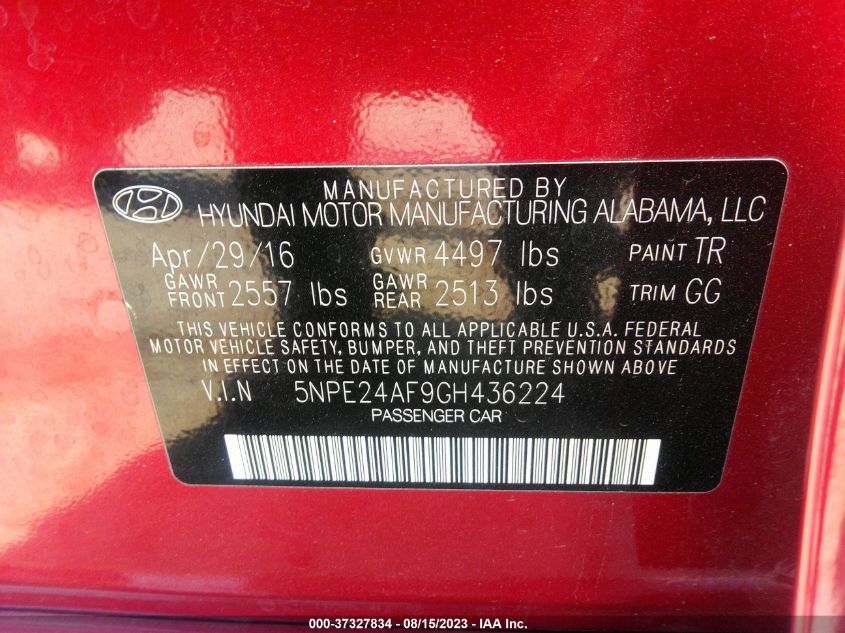 MANUFACTURED BY
HYUNDAI MOTOR MANUFACTURING ALABAMA, LLC
Apr/29/16 GVWR 4497 lbs PAINT TR
GAWR FRONT 2557 lbs GAWR REAR 2513 lbs TRIM GG
THIS VEHICLE CONFORMS TO ALL APPLICABLE U.S.A. FEDERAL
MOTOR VEHICLE SAFETY, BUMPER, AND THEFT PREVENTION STANDARDS
IN EFFECT ON THE DATE OF MANUFACTURE SHOWN ABOVE
V.I.N 5NPE24AF9GH436224
PASSENGER CAR
000-37327834 - 08/15/2023 - IAA Inc.